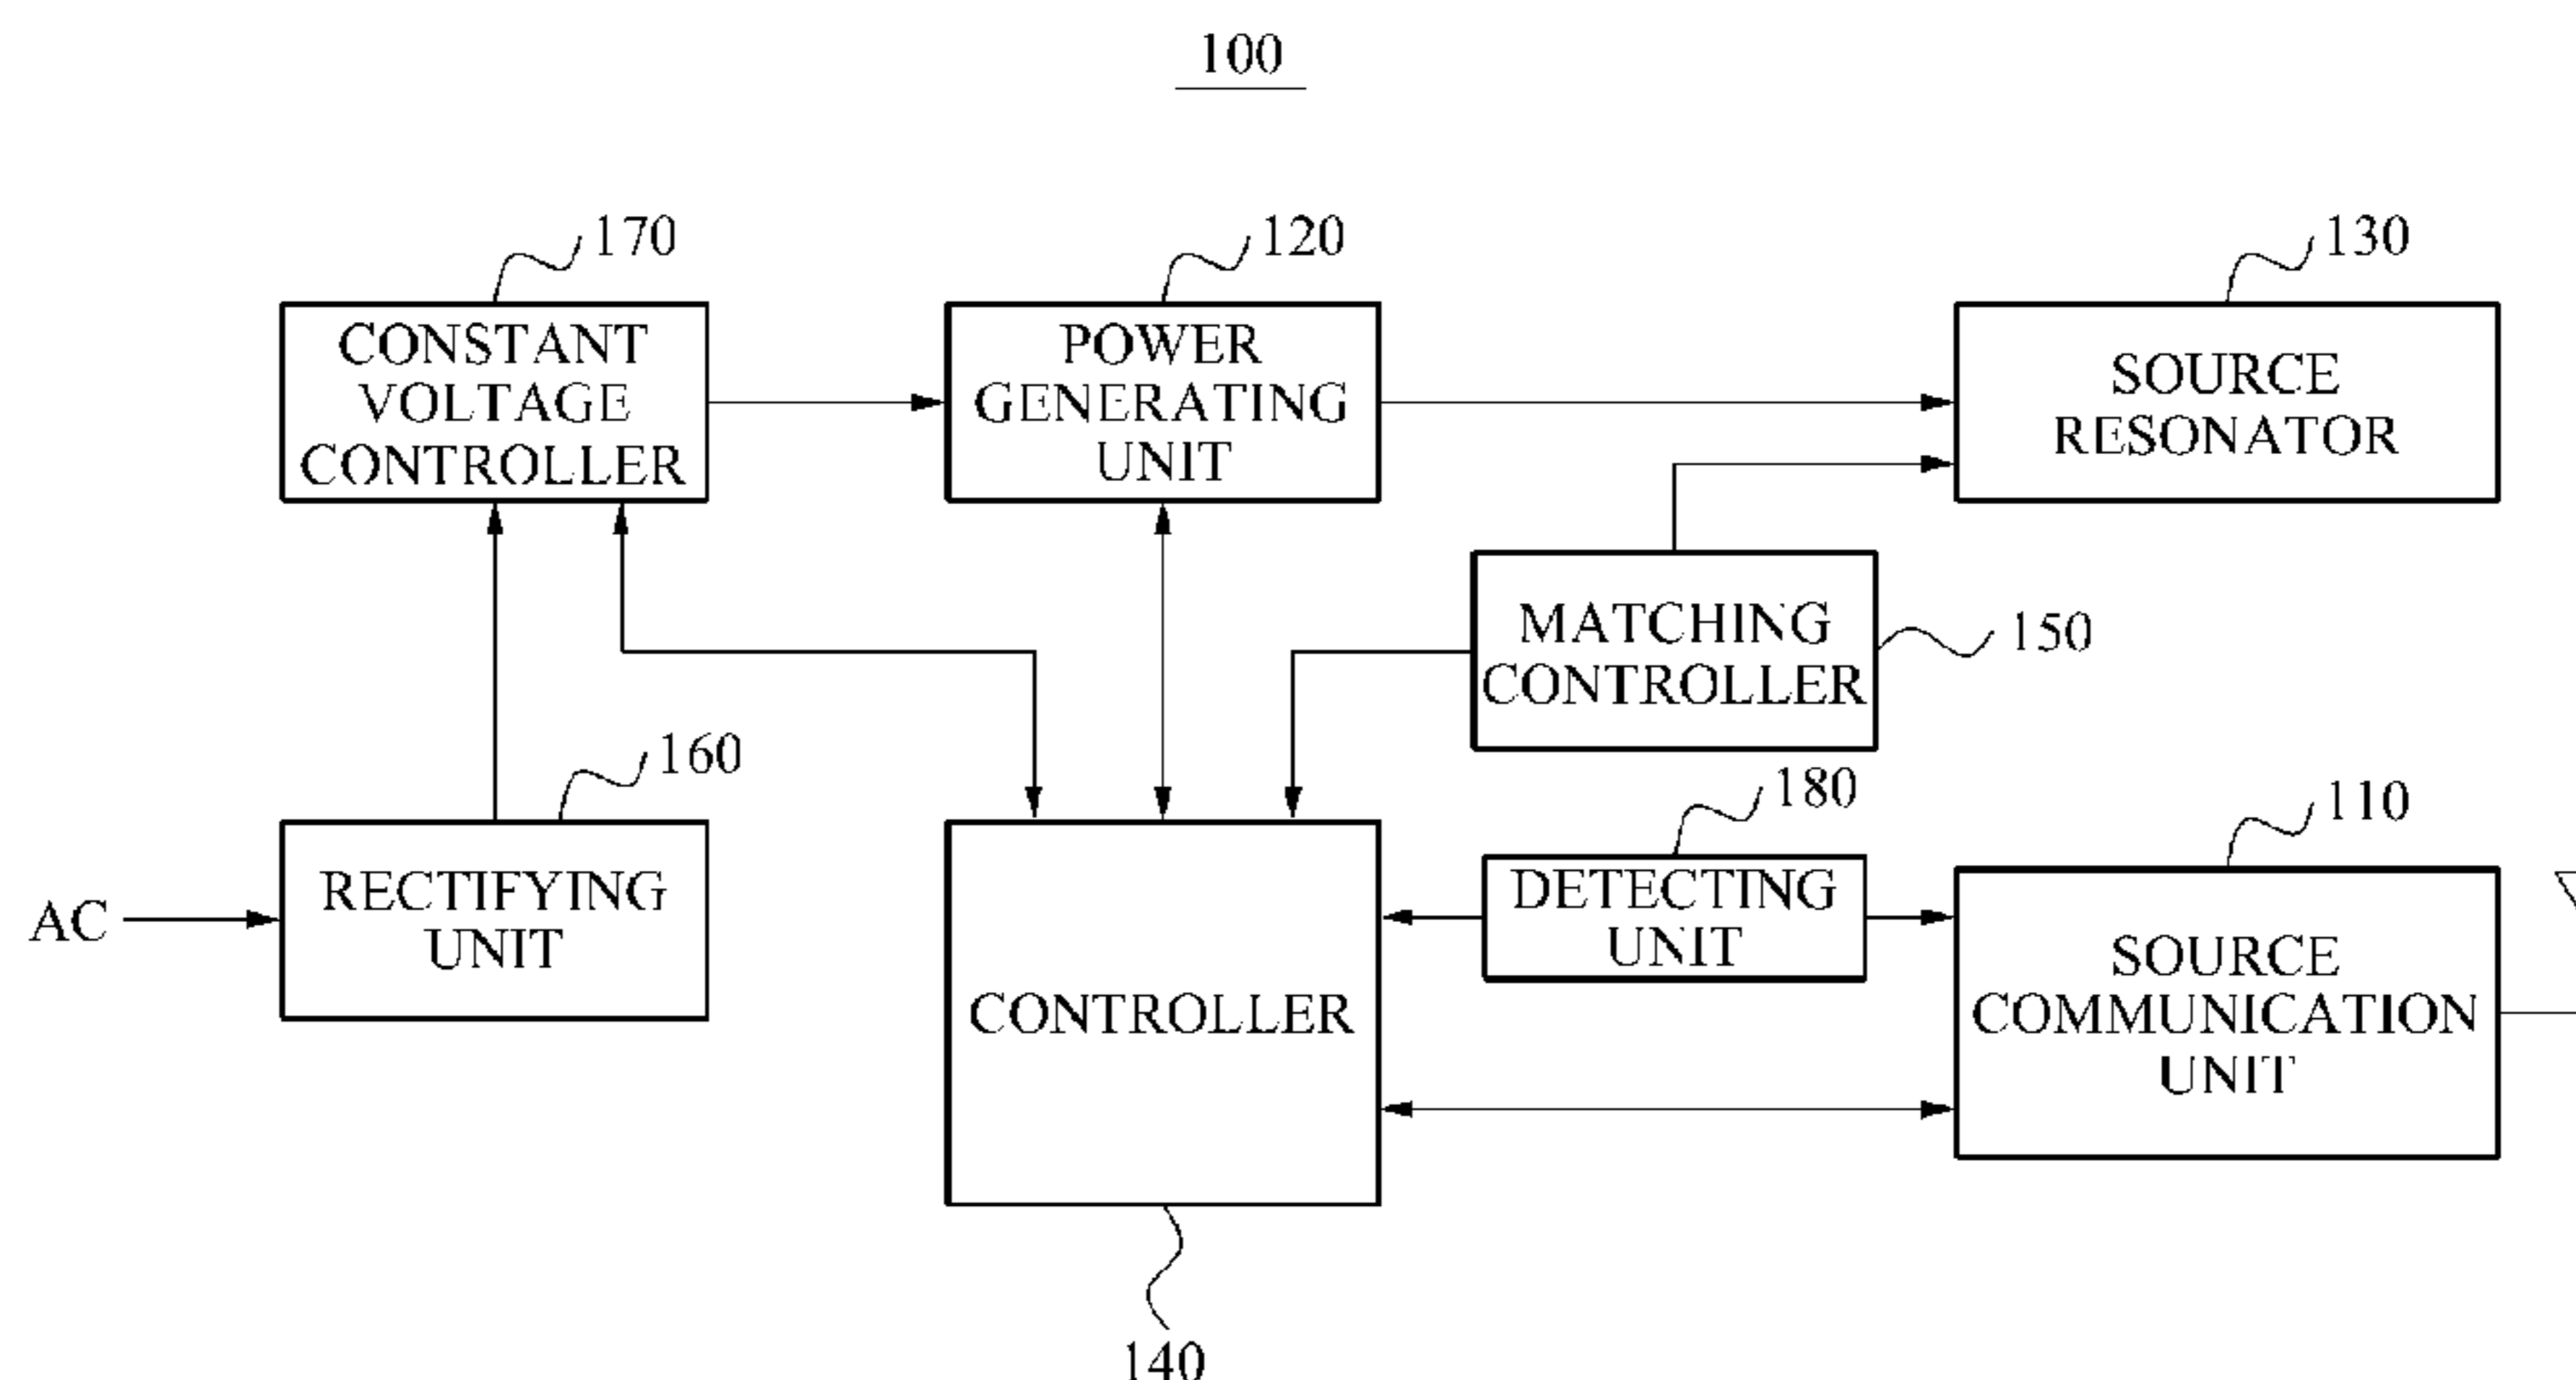 100
170
120
130
CONSTANT
VOLTAGE
CONTROLLER
POWER
GENERATING
UNIT
SOURCE
RESONATOR
MATCHING
CONTROLLER
150
160
180
110
AC
RECTIFYING
UNIT
CONTROLLER
DETECTING
UNIT
SOURCE
COMMUNICATION
UNIT
140